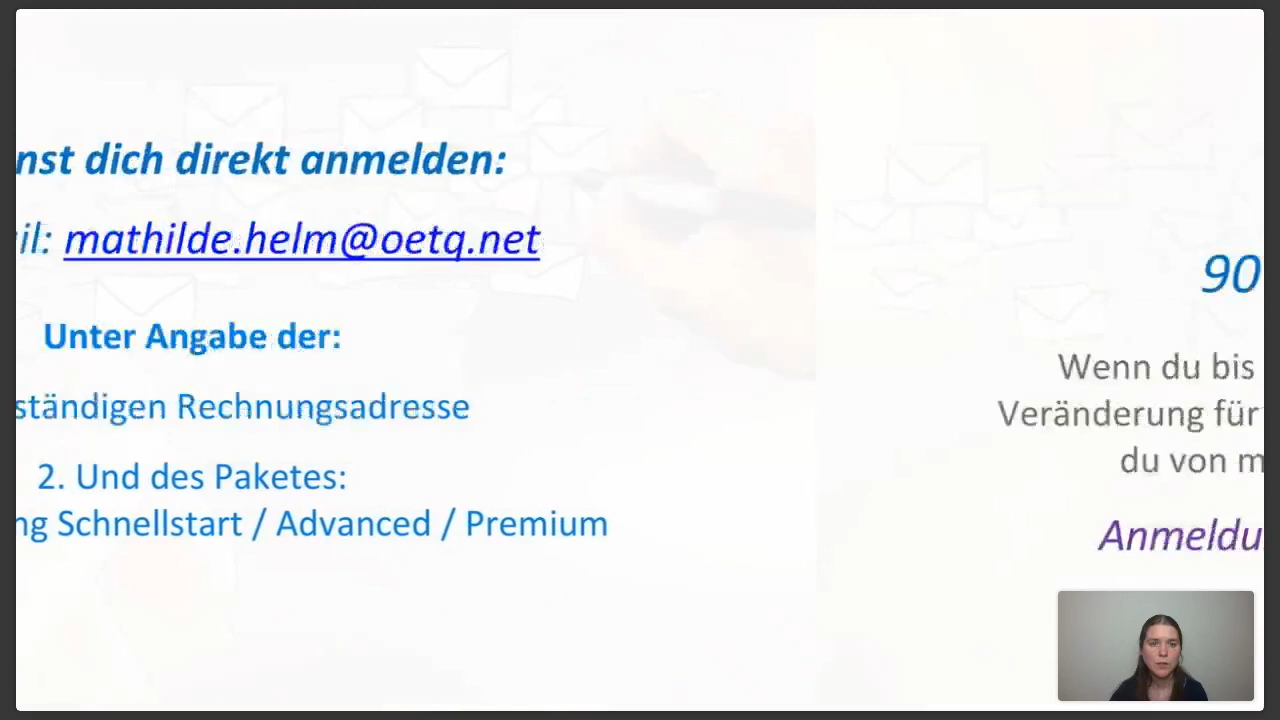 nst dich direkt anmelden:
il: mathilde.helm@oetq.net
Unter Angabe der:
ständigen Rechnungsadresse
2. Und des Paketes:
ng Schnellstart / Advanced / Premium
90
Wenn du bis
Veränderung für
du von m
Anmeldu